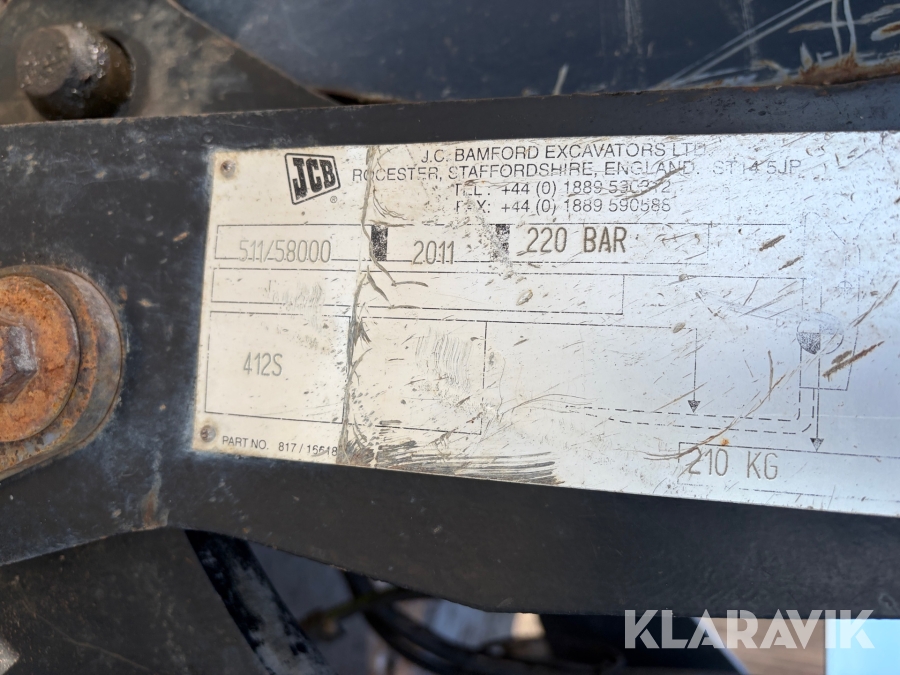 JCB
®
J.C. BAMFORD EXCAVATORS LTD
ROCESTER, STAFFORDSHIRE, ENGLAND. ST14 5JP
TEL: +44 (0) 1889
FAX: +44 (0) 1889 590588
511/58000 2011 220 BAR
412S
PART NO. 817 /
210 KG
KLARAVIK